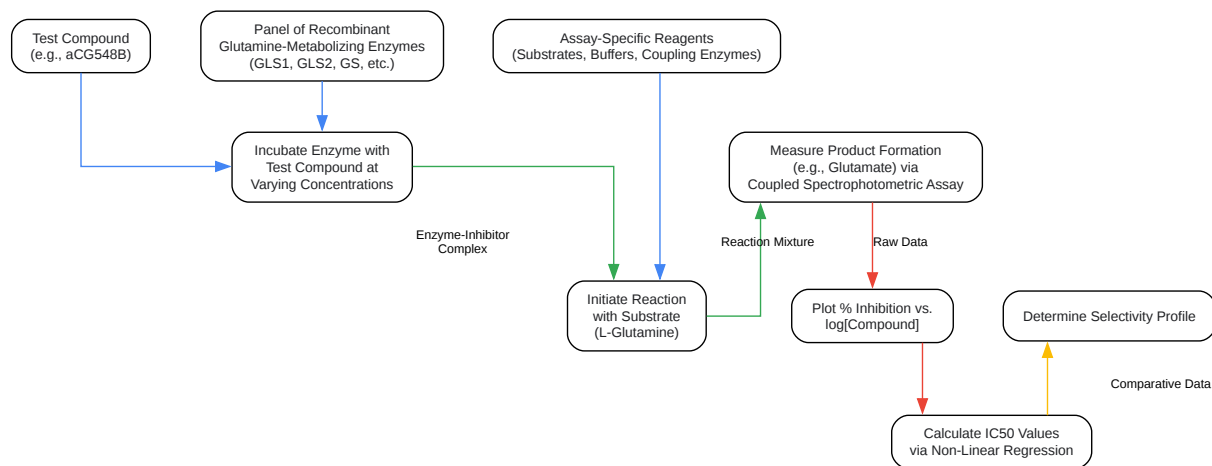 Test Compound
(e.g., aCG548B)
Panel of Recombinant
Glutamine-Metabolizing Enzymes
(GLS1, GLS2, GS, etc.)
Assay-Specific Reagents
(Substrates, Buffers, Coupling Enzymes)
Incubate Enzyme with
Test Compound at
Varying Concentrations
Measure Product Formation
(e.g., Glutamate) via
Coupled Spectrophotometric Assay
Enzyme-Inhibitor
Complex
Reaction Mixture
Raw Data
Initiate Reaction
with Substrate
(L-Glutamine)
Plot % Inhibition vs.
log[Compound]
Determine Selectivity Profile
Comparative Data
Calculate IC50 Values
via Non-Linear Regression